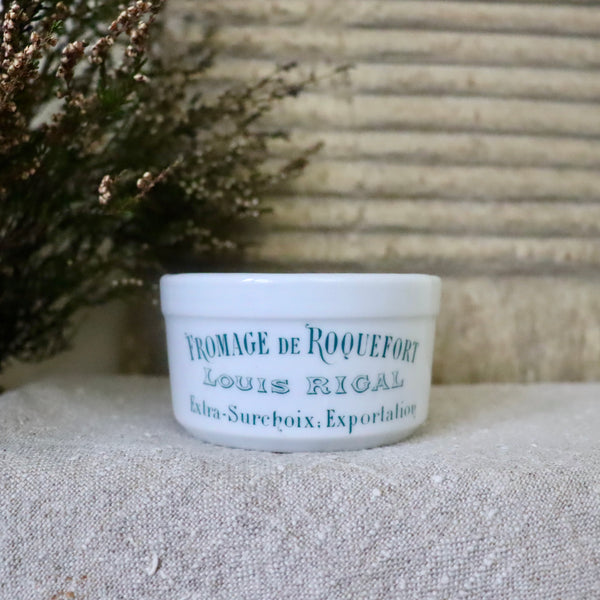 FROMAGE DE ROQUEFORT
LOUIS RIGAL
Extra-Surchoix; Exportation